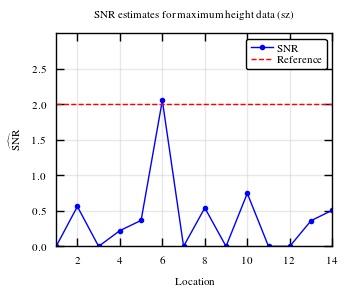 SNR estimates for maximum height data (sz)
SNR
Reference
2.5
2.0
1.5
1.0
0.5
0.0
SNR
2 4 6 8 10 12 14
Location